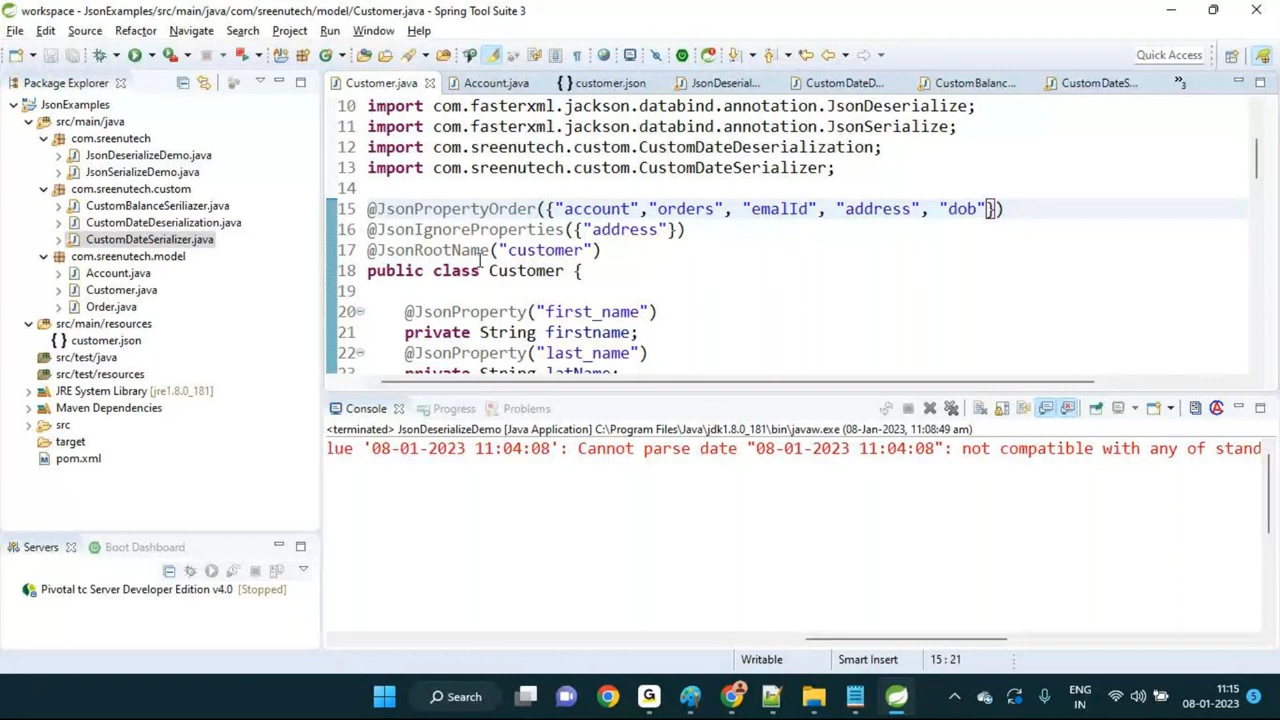 workspace - JsonExamples/src/main/java/com/sreenutech/model/Customer.java - Spring Tool Suite 3
File Edit Source Refactor Navigate Search Project Run Window Help
Quick Access
Package Explorer
JsonExamples
src/main/java
com.sreenutech
JsonDeserializeDemo.java
JsonSerializeDemo.java
com.sreenutech.custom
CustomBalanceSeriliazer.java
CustomDateDeserialization.java
CustomDateSerializer.java
com.sreenutech.model
Account.java
Customer.java
Order.java
src/main/resources
customer.json
src/test/java
src/test/resources
JRE System Library [jre1.8.0_181]
Maven Dependencies
src
target
pom.xml
Servers Boot Dashboard
Pivotal tc Server Developer Edition v4.0 [Stopped]
Customer.java Account.java customer.json JsonDeserial... CustomDateD... CustomBalanc... CustomDateS... »3
10 import com.fasterxml.jackson.databind.annotation.JsonDeserialize;
11 import com.fasterxml.jackson.databind.annotation.JsonSerialize;
12 import com.sreenutech.custom.CustomDateDeserialization;
13 import com.sreenutech.custom.CustomDateSerializer;
14
15 @JsonPropertyOrder({"account","orders", "emalId", "address", "dob"})
16 @JsonIgnoreProperties({"address"})
17 @JsonRootName("customer")
18 public class Customer {
19
20 @JsonProperty("first_name")
21 private String firstname;
22 @JsonProperty("last_name")
23 private String latName;
Console Progress Problems
<terminated> JsonDeserializeDemo [Java Application] C:\Program Files\Java\jdk1.8.0_181\bin\javaw.exe (08-Jan-2023, 11:08:49 am)
lue '08-01-2023 11:04:08': Cannot parse date "08-01-2023 11:04:08": not compatible with any of stand
Writable Smart Insert 15 : 21
Search
ENG
IN
11:15
08-01-2023
5